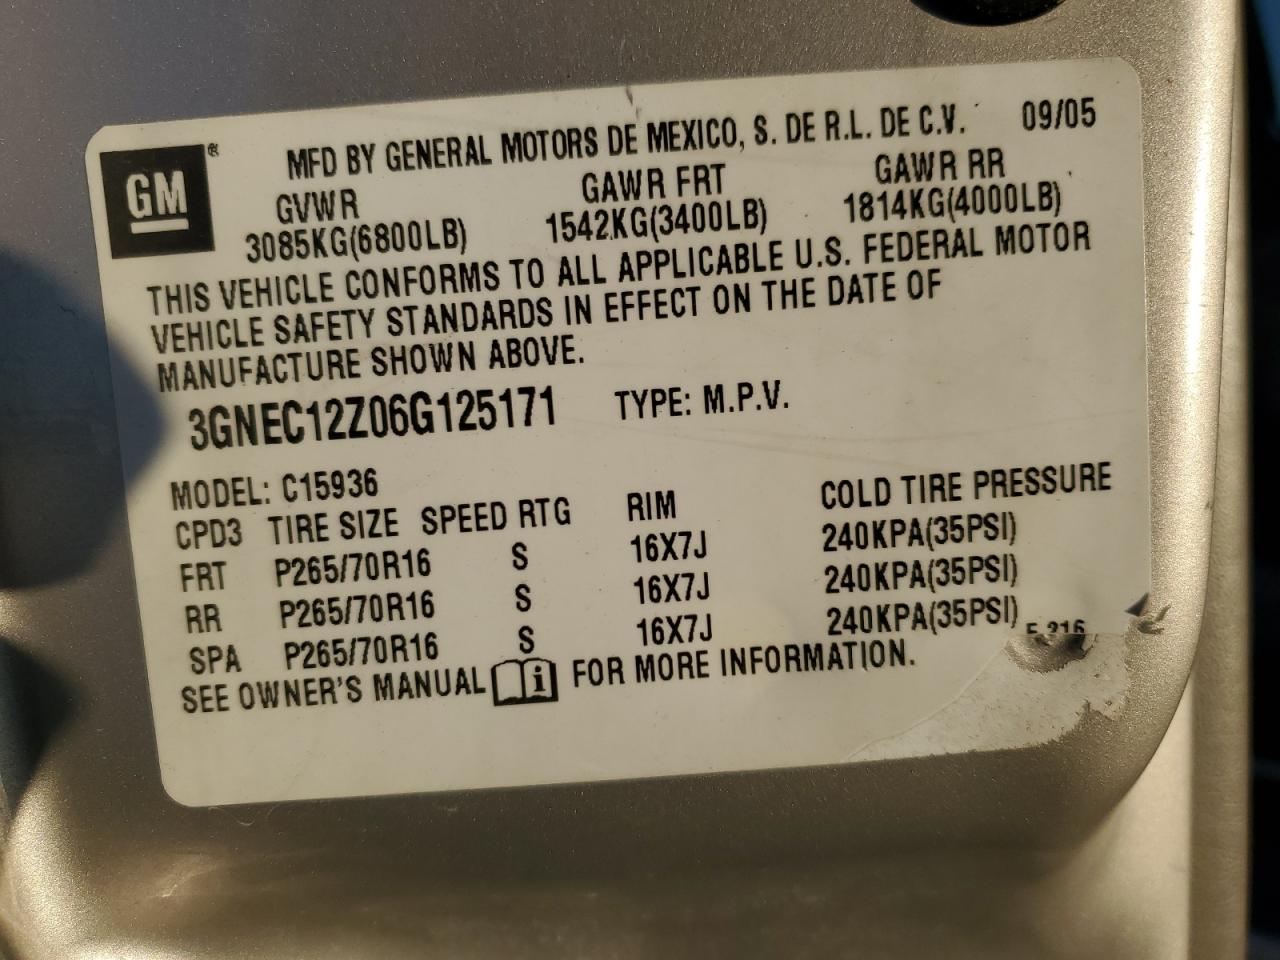 GM ®
MFD BY GENERAL MOTORS DE MEXICO, S. DE R.L. DE C.V. 09/05
GVWR GAWR FRT GAWR RR
3085KG(6800LB) 1542KG(3400LB) 1814KG(4000LB)
THIS VEHICLE CONFORMS TO ALL APPLICABLE U.S. FEDERAL MOTOR
VEHICLE SAFETY STANDARDS IN EFFECT ON THE DATE OF
MANUFACTURE SHOWN ABOVE.
3GNEC12Z06G125171 TYPE: M.P.V.
MODEL: C15936
CPD3 TIRE SIZE SPEED RTG RIM COLD TIRE PRESSURE
FRT P265/70R16 S 16X7J 240KPA(35PSI)
RR P265/70R16 S 16X7J 240KPA(35PSI)
SPA P265/70R16 S 16X7J 240KPA(35PSI)
SEE OWNER'S MANUAL i FOR MORE INFORMATION.